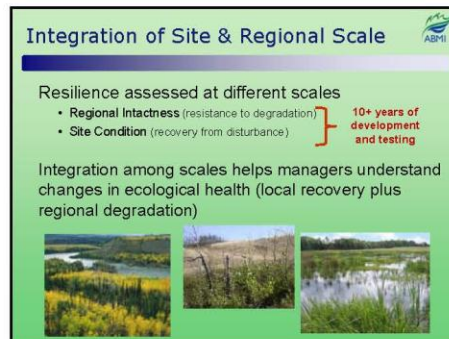 Integration of Site & Regional Scale
ABMI
Resilience assessed at different scales
• Regional Intactness (resistance to degradation)
• Site Condition (recovery from disturbance)
10+ years of
development
and testing
Integration among scales helps managers understand
changes in ecological health (local recovery plus
regional degradation)